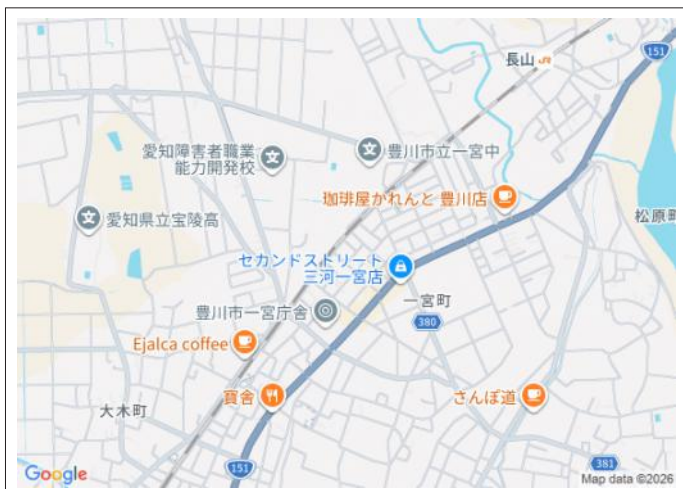 151
長山 JR
愛知障害者職業
能力開発校
豊川市立一宮中
珈琲屋かれんと 豊川店
愛知県立宝陵高
松原町
セカンドストリート
三河一宮店
豊川市一宮庁舎
一宮町
380
Ejalca coffee
寶舎
さんぽ道
大木町
151
381
Google
Map data ©2026